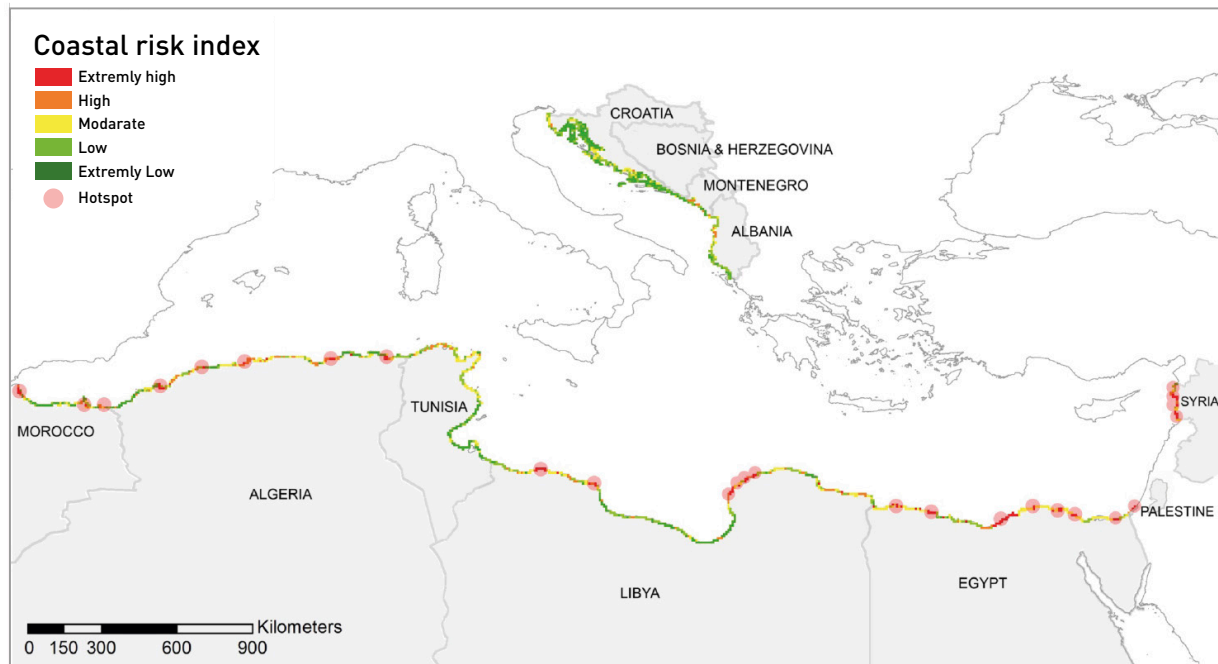 Coastal risk index
Extremly high
High
Modarate
Low
Extremly Low
Hotspot
CROATIA
BOSNIA & HERZEGOVINA
MONTENEGRO
ALBANIA
TUNISIA
SYRIA
MOROCCO
ALGERIA
PALESTINE
LIBYA
EGYPT
Kilometers
0 150 300 600 900